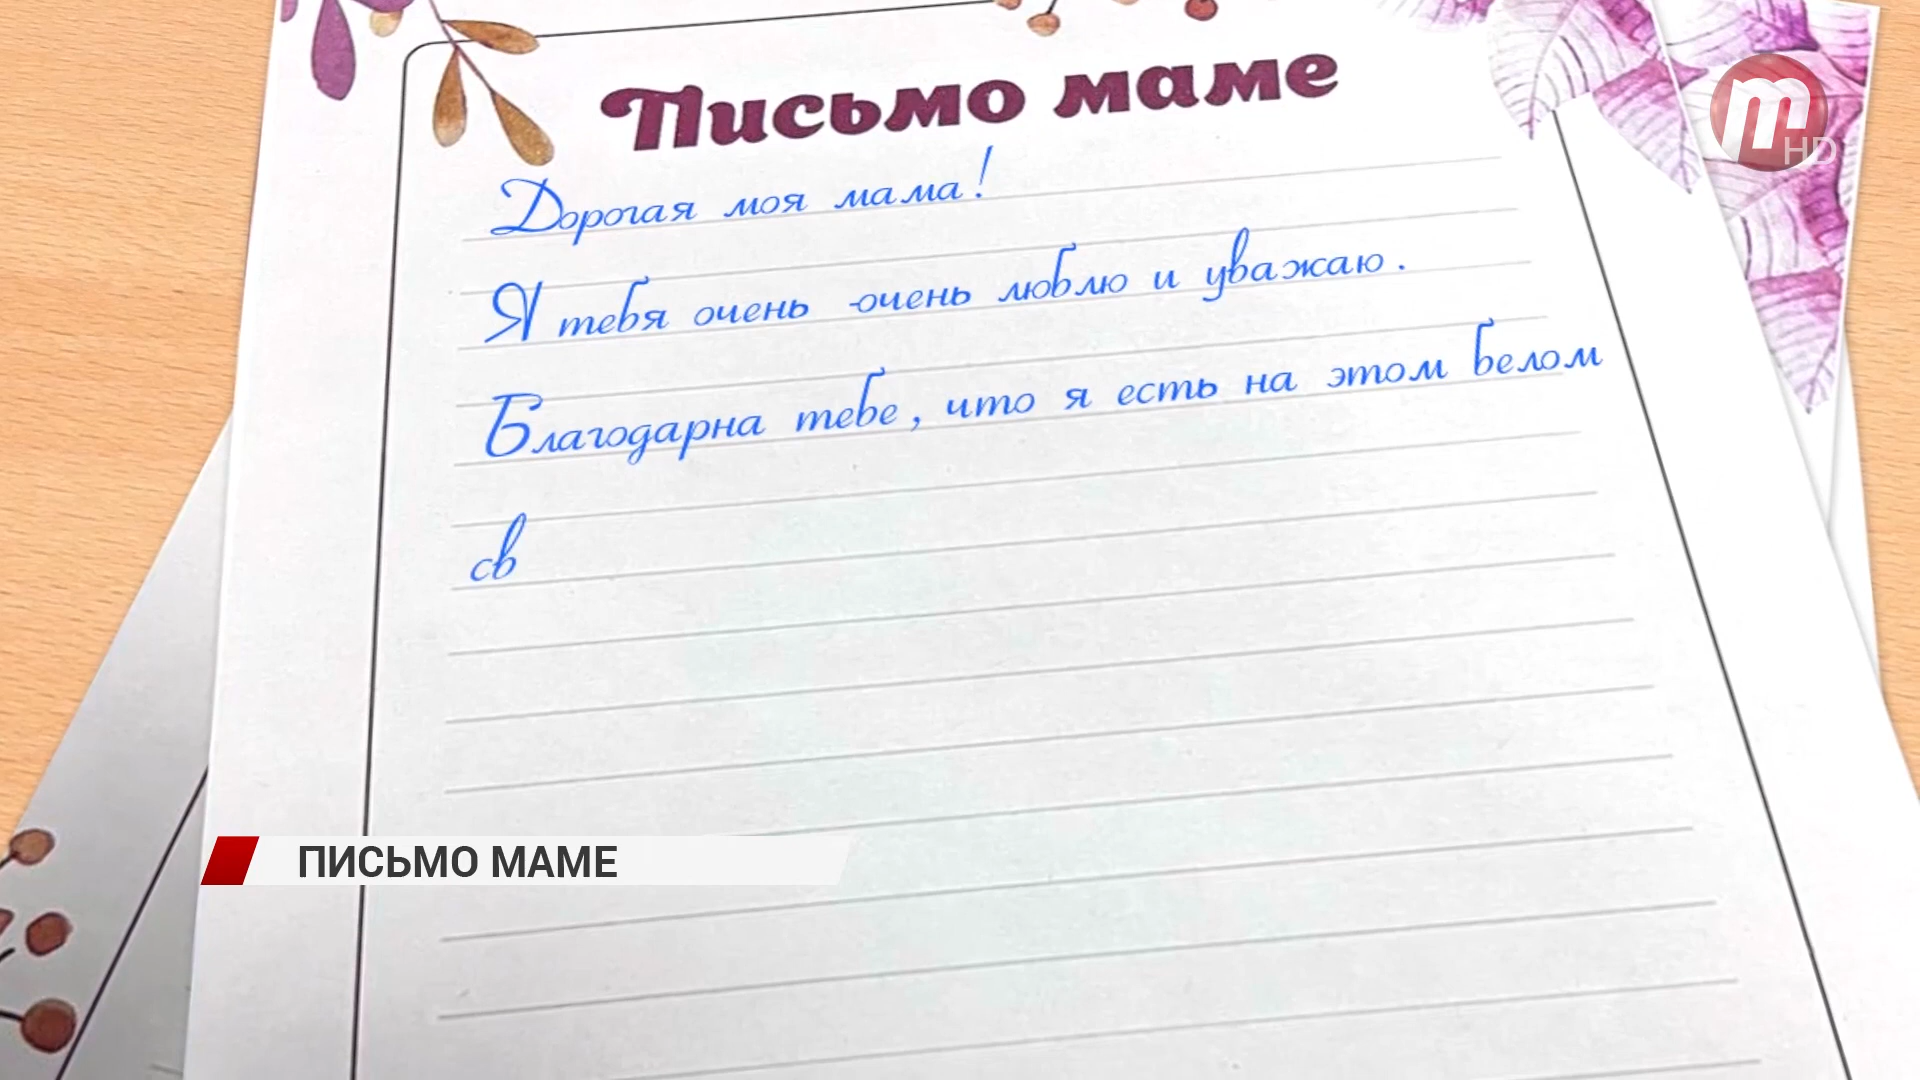 Письмо маме
m HD
Дорогая моя мама!
Я тебя очень -очень люблю и уважаю.
Благодарна тебе, что я есть на этом белом
св
ПИСЬМО МАМЕ